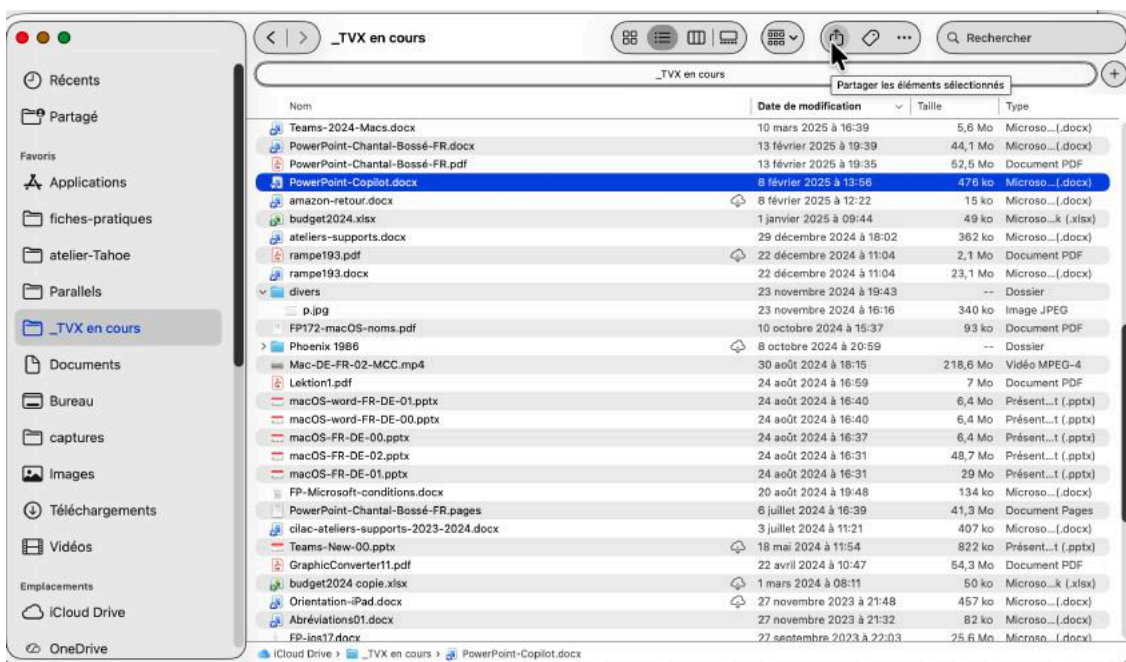 _TVX en cours
Rechercher
_TVX en cours
Partager les éléments sélectionnés
Récents
Partagé
Favoris
Applications
fiches-pratiques
atelier-Tahoe
Parallels
_TVX en cours
Documents
Bureau
captures
Images
Téléchargements
Vidéos
Emplacements
iCloud Drive
OneDrive
Nom Date de modification Taille Type
Teams-2024-Macs.docx 10 mars 2025 à 16:39 5,6 Mo Microso...(.docx)
PowerPoint-Chantal-Bossé-FR.docx 13 février 2025 à 19:39 44,1 Mo Microso...(.docx)
PowerPoint-Chantal-Bossé-FR.pdf 13 février 2025 à 19:35 52,5 Mo Document PDF
PowerPoint-Copilot.docx 8 février 2025 à 13:56 476 ko Microso...(.docx)
amazon-retour.docx 8 février 2025 à 12:22 15 ko Microso...(.docx)
budget2024.xlsx 1 janvier 2025 à 09:44 49 ko Microso...k (.xlsx)
ateliers-supports.docx 29 décembre 2024 à 18:02 362 ko Microso...(.docx)
rampe193.pdf 22 décembre 2024 à 11:04 2,1 Mo Document PDF
rampe193.docx 22 décembre 2024 à 11:04 23,1 Mo Microso...(.docx)
divers 23 novembre 2024 à 19:43 -- Dossier
p.jpg 23 novembre 2024 à 16:16 340 ko Image JPEG
FP172-macOS-noms.pdf 10 octobre 2024 à 15:37 93 ko Document PDF
Phoenix 1986 8 octobre 2024 à 20:59 -- Dossier
Mac-DE-FR-02-MCC.mp4 30 août 2024 à 18:15 218,6 Mo Vidéo MPEG-4
Lektion1.pdf 24 août 2024 à 16:59 7 Mo Document PDF
macOS-word-FR-DE-01.pptx 24 août 2024 à 16:40 6,4 Mo Présent...t (.pptx)
macOS-word-FR-DE-00.pptx 24 août 2024 à 16:40 6,4 Mo Présent...t (.pptx)
macOS-FR-DE-00.pptx 24 août 2024 à 16:37 6,4 Mo Présent...t (.pptx)
macOS-FR-DE-02.pptx 24 août 2024 à 16:31 48,7 Mo Présent...t (.pptx)
macOS-FR-DE-01.pptx 24 août 2024 à 16:31 29 Mo Présent...t (.pptx)
FP-Microsoft-conditions.docx 20 août 2024 à 19:48 134 ko Microso...(.docx)
PowerPoint-Chantal-Bossé-FR.pages 6 juillet 2024 à 16:39 41,3 Mo Document Pages
cilac-ateliers-supports-2023-2024.docx 3 juillet 2024 à 11:21 407 ko Microso...(.docx)
Teams-New-00.pptx 18 mai 2024 à 11:54 822 ko Présent...t (.pptx)
GraphicConverter11.pdf 22 avril 2024 à 10:47 54,3 Mo Document PDF
budget2024 copie.xlsx 1 mars 2024 à 08:11 50 ko Microso...k (.xlsx)
Orientation-iPad.docx 27 novembre 2023 à 21:48 457 ko Microso...(.docx)
Abréviations01.docx 27 novembre 2023 à 21:32 82 ko Microso...(.docx)
FP-ios17.docx 27 septembre 2023 à 22:03 25,6 Mo Microso...(.docx)
iCloud Drive › _TVX en cours › PowerPoint-Copilot.docx